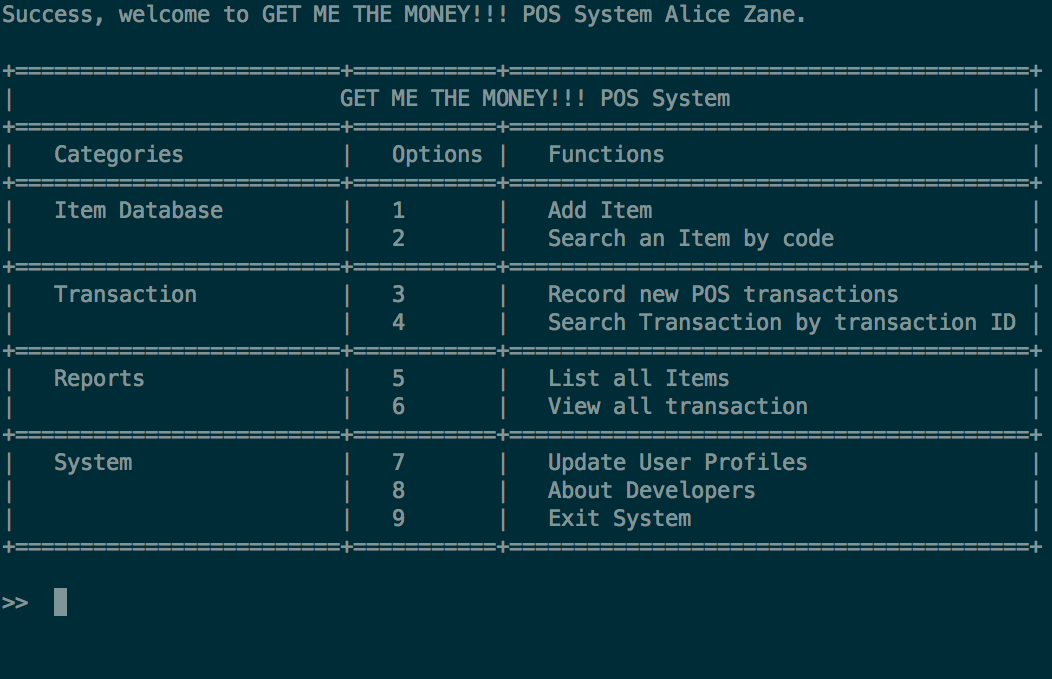 Success, welcome to GET ME THE MONEY!!! POS System Alice Zane.
+=========================+===========+========================================+
|                         GET ME THE MONEY!!! POS System                       |
+=========================+===========+========================================+
|   Categories            |   Options |   Functions                            |
+=========================+===========+========================================+
|   Item Database         |   1       |   Add Item                             |
|                         |   2       |   Search an Item by code               |
+=========================+===========+========================================+
|   Transaction           |   3       |   Record new POS transactions          |
|                         |   4       |   Search Transaction by transaction ID |
+=========================+===========+========================================+
|   Reports               |   5       |   List all Items                       |
|                         |   6       |   View all transaction                 |
+=========================+===========+========================================+
|   System                |   7       |   Update User Profiles                 |
|                         |   8       |   About Developers                     |
|                         |   9       |   Exit System                          |
+=========================+===========+========================================+
>>